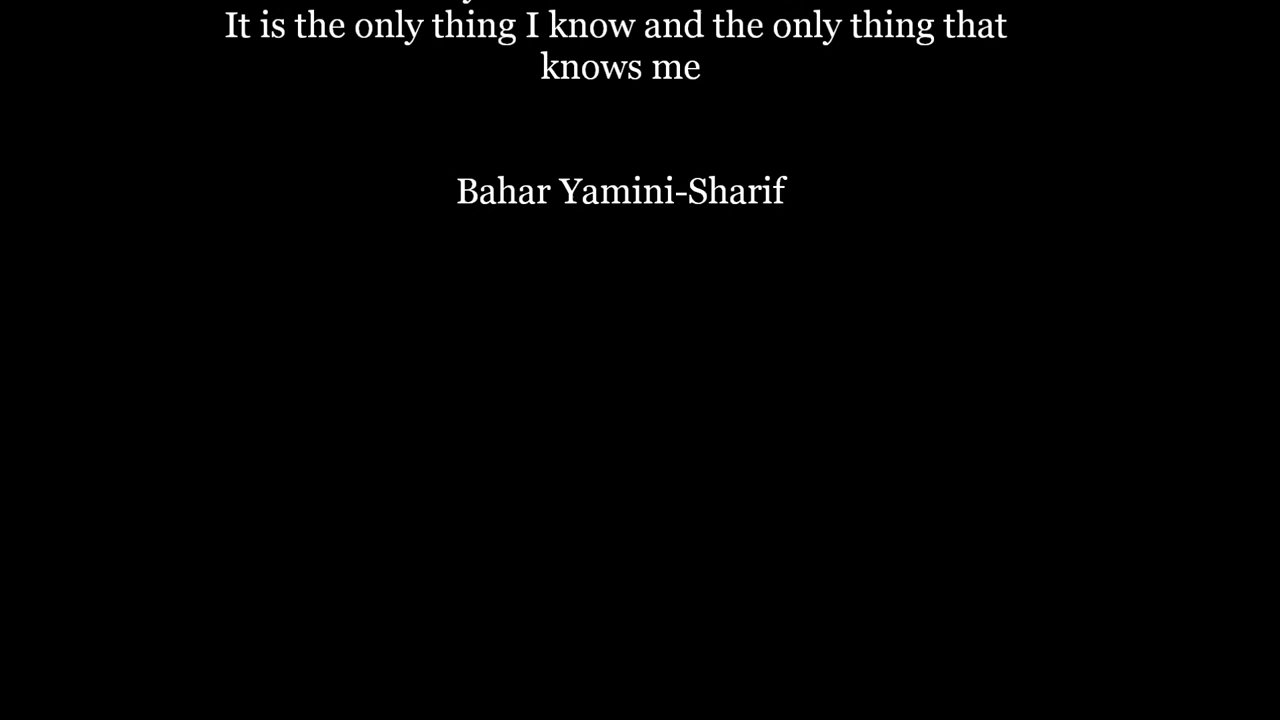 It is the only thing I know and the only thing that
knows me
Bahar Yamini-Sharif